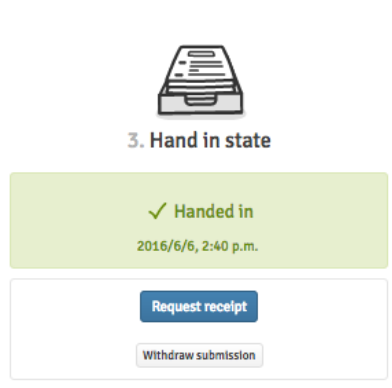 3. Hand in state
Handed in
2016/6/6, 2:40 p.m.
Request receipt
Withdraw submission